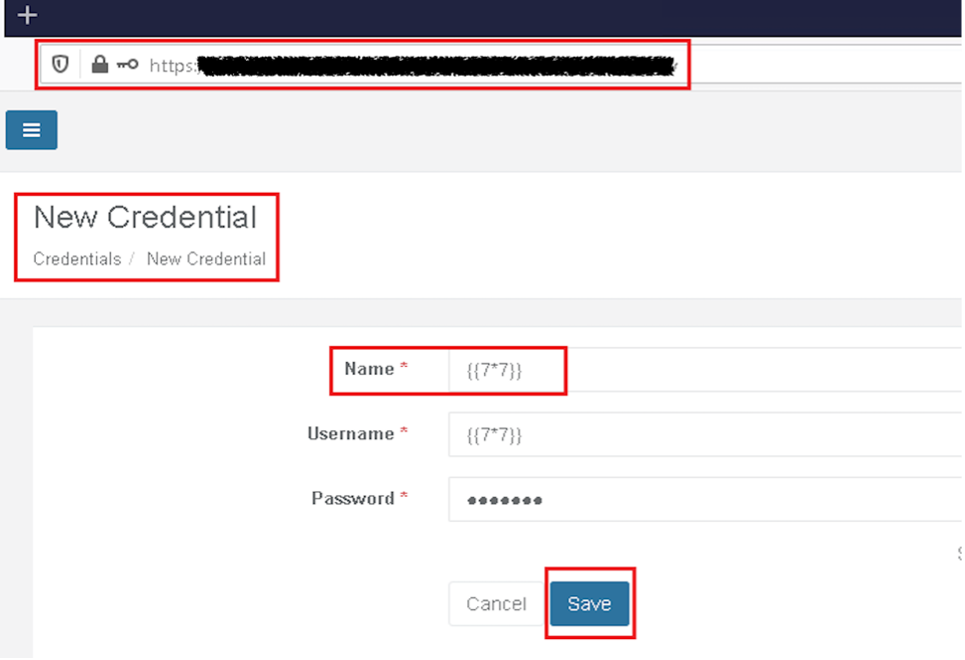 https:
New Credential
Credentials / New Credential
Name * {{7*7}}
Username * {{7*7}}
Password * •••••••
Cancel Save